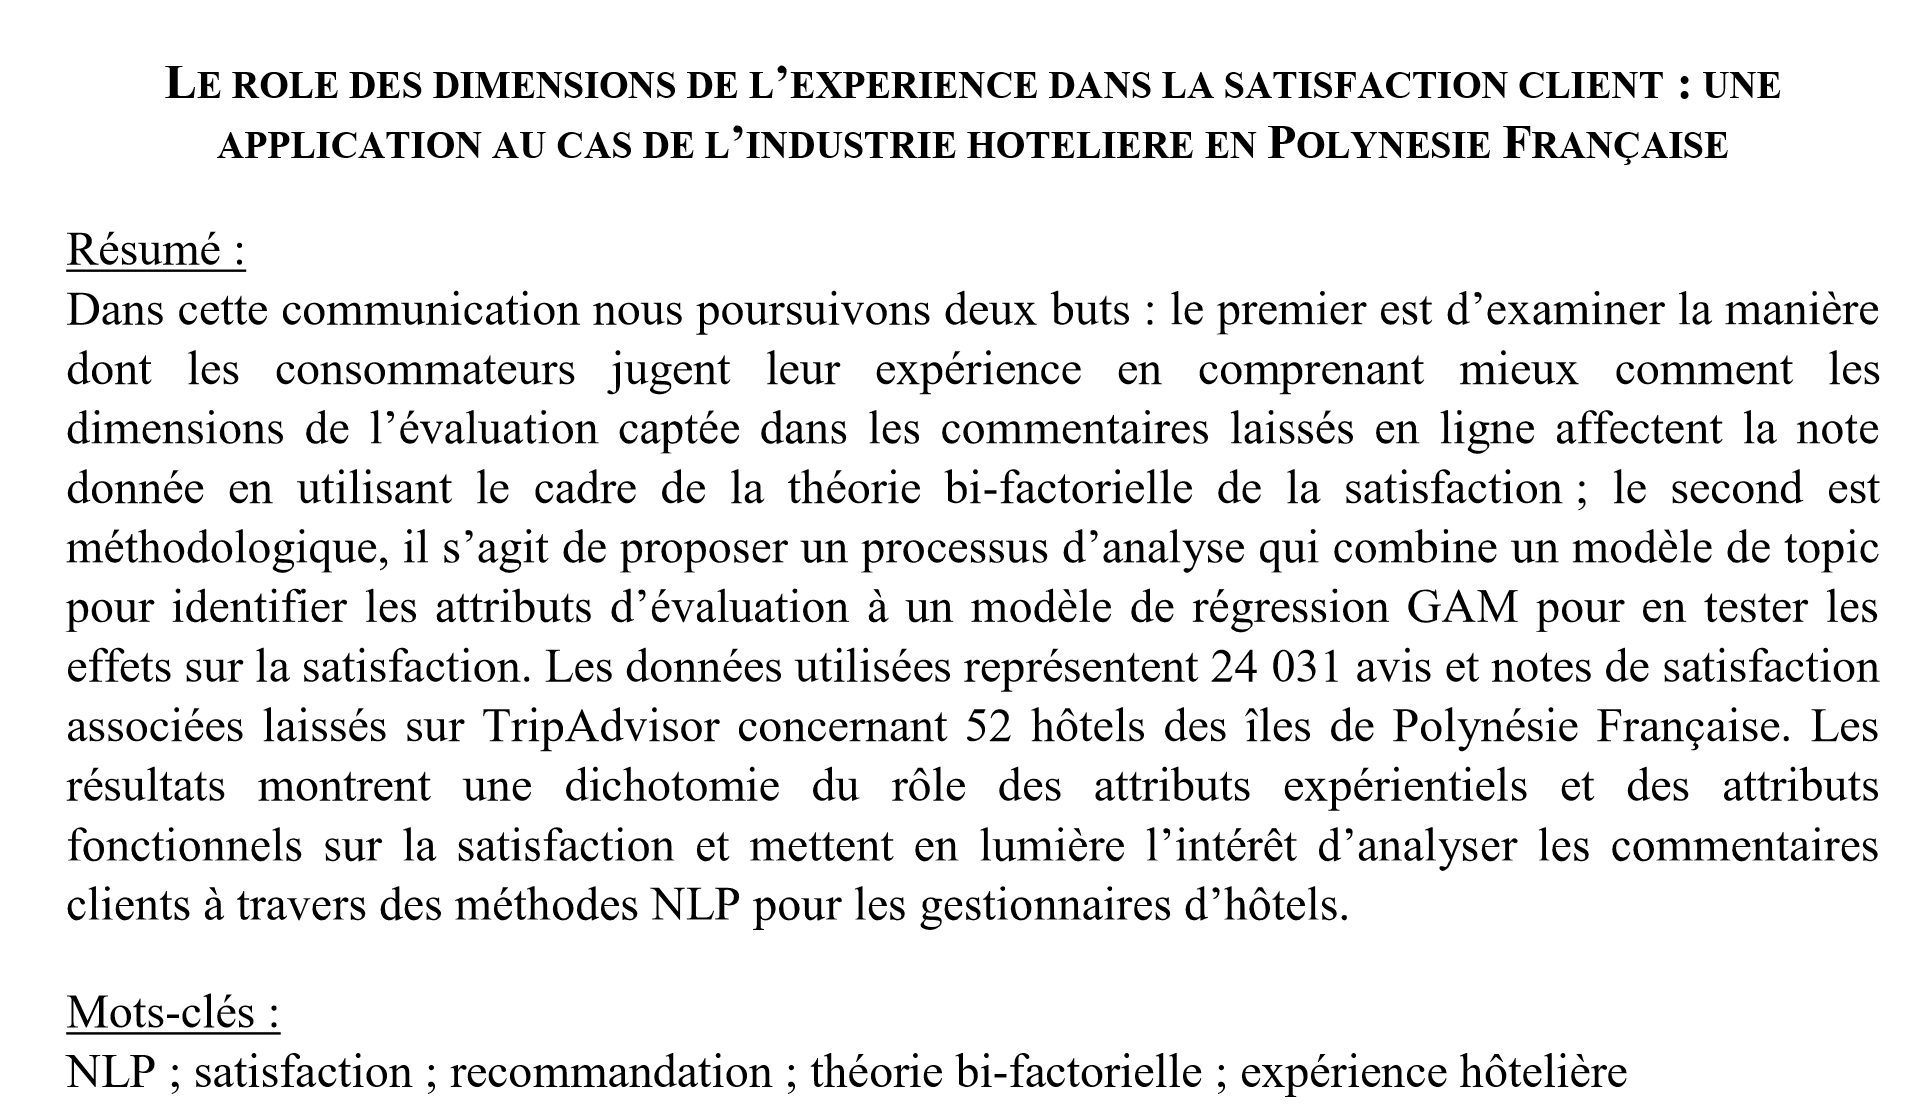 LE ROLE DES DIMENSIONS DE L’EXPERIENCE DANS LA SATISFACTION CLIENT : UNE
APPLICATION AU CAS DE L’INDUSTRIE HOTELIERE EN POLYNESIE FRANÇAISE
Résumé :
Dans cette communication nous poursuivons deux buts : le premier est d’examiner la manière
dont les consommateurs jugent leur expérience en comprenant mieux comment les
dimensions de l’évaluation captée dans les commentaires laissés en ligne affectent la note
donnée en utilisant le cadre de la théorie bi-factorielle de la satisfaction ; le second est
méthodologique, il s’agit de proposer un processus d’analyse qui combine un modèle de topic
pour identifier les attributs d’évaluation à un modèle de régression GAM pour en tester les
effets sur la satisfaction. Les données utilisées représentent 24 031 avis et notes de satisfaction
associées laissés sur TripAdvisor concernant 52 hôtels des îles de Polynésie Française. Les
résultats montrent une dichotomie du rôle des attributs expérientiels et des attributs
fonctionnels sur la satisfaction et mettent en lumière l’intérêt d’analyser les commentaires
clients à travers des méthodes NLP pour les gestionnaires d’hôtels.
Mots-clés :
NLP ; satisfaction ; recommandation ; théorie bi-factorielle ; expérience hôtelière